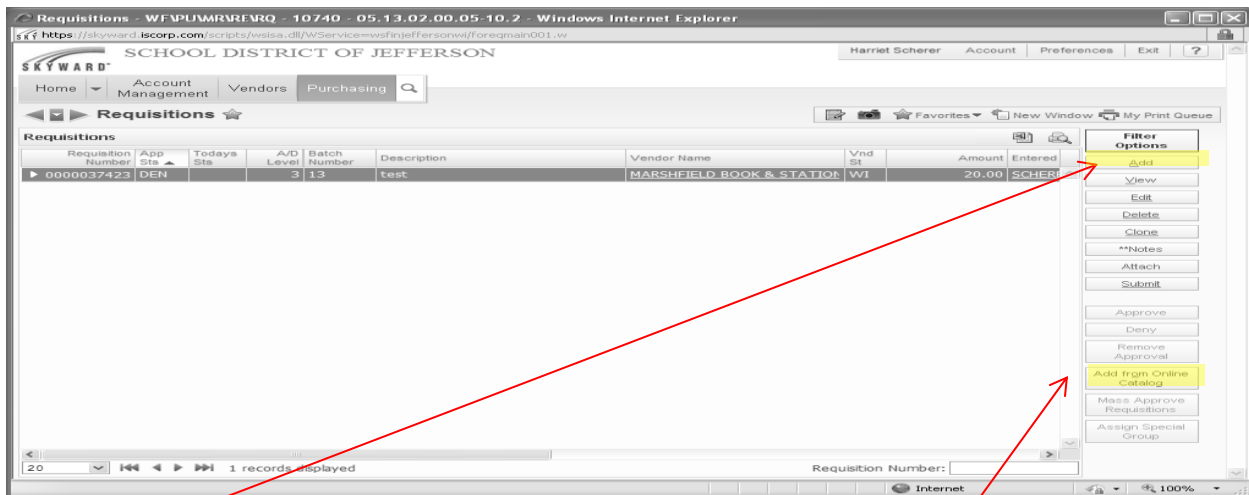 Requisitions - WF\PU\MR\RE\RQ - 10740 - 05.13.02.00.05-10.2 - Windows Internet Explorer
https://skyward.iscorp.com/scripts/wsisa.dll/WService=wsfinjeffersonwi/foreqmain001.w
SKYWARD
SCHOOL DISTRICT OF JEFFERSON
Harriet Scherer Account Preferences Exit ?
Home Account Management Vendors Purchasing
Requisitions
Favorites New Window My Print Queue
Requisitions
Requisition Number App Sts Todays Sts A/D Level Batch Number Description Vendor Name Vnd St Amount Entered
0000037423 DEN 3 13 test MARSHFIELD BOOK & STATION WI 20.00 SCHER
Filter Options
Add
View
Edit
Delete
Clone
**Notes
Attach
Submit
Approve
Deny
Remove
Approval
Add from Online
Catalog
Mass Approve
Requisitions
Assign Special
Group
20 1 records displayed Requisition Number:
Internet 100%